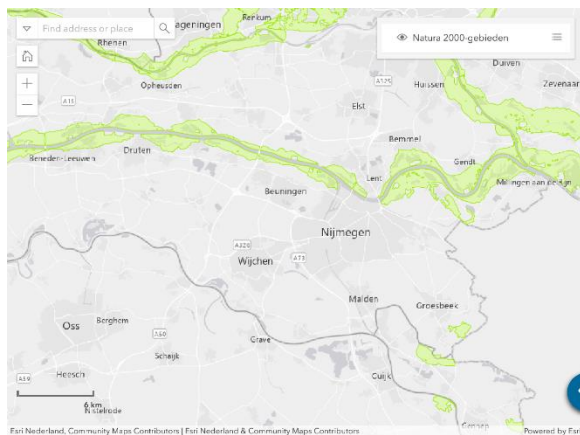 Find address or place
Natura 2000-gebieden
Rhenen
Renkum
Duiven
Zevenaar
Opheusden
A325
Huissen
A15
Elst
Bemmel
Beneden-Leeuwen
Druten
Gendt
Lent
Beuningen
Millingen aan de Rijn
Nijmegen
A326
Wijchen
A73
Malden
Groesbeek
Oss
Berghem
A50
Grave
Schaijk
A59
Heesch
Cuijk
6 km
Nistelrode
Gennep
Esri Nederland, Community Maps Contributors | Esri Nederland & Community Maps Contributors
Powered by Esri